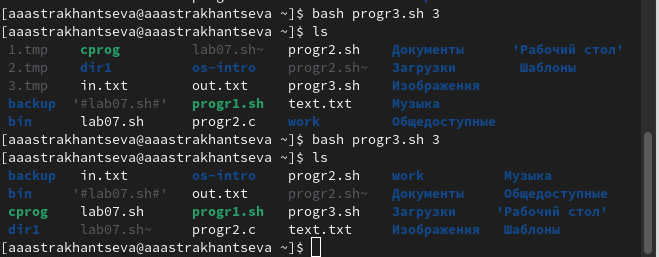 [aaastrakhantseva@aaastrakhantseva ~]$ bash progr3.sh 3
[aaastrakhantseva@aaastrakhantseva ~]$ ls
1.tmp cprog lab07.sh~ progr2.sh Документы 'Рабочий стол'
2.tmp dir1 os-intro progr2.sh~ Загрузки Шаблоны
3.tmp in.txt out.txt progr3.sh Изображения
backup '#lab07.sh#' progr1.sh text.txt Музыка
bin lab07.sh progr2.c work Общедоступные
[aaastrakhantseva@aaastrakhantseva ~]$ bash progr3.sh 3
[aaastrakhantseva@aaastrakhantseva ~]$ ls
backup in.txt os-intro progr2.sh work Музыка
bin '#lab07.sh#' out.txt progr2.sh~ Документы Общедоступные
cprog lab07.sh progr1.sh progr3.sh Загрузки 'Рабочий стол'
dir1 lab07.sh~ progr2.c text.txt Изображения Шаблоны
[aaastrakhantseva@aaastrakhantseva ~]$